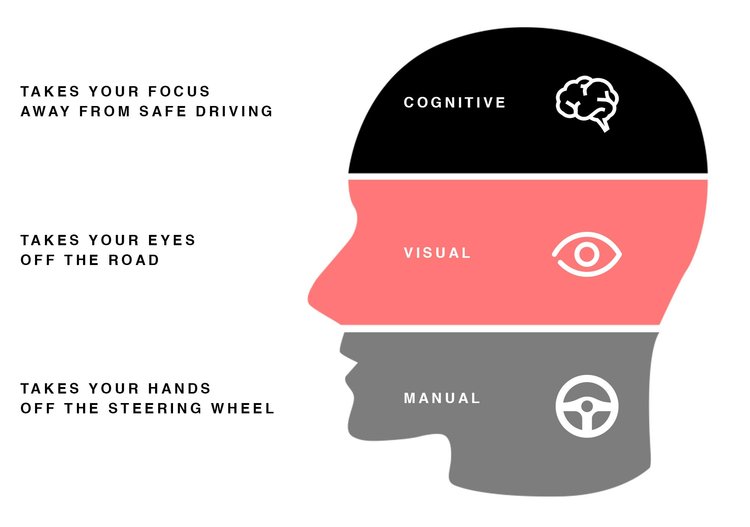 TAKES YOUR FOCUS
AWAY FROM SAFE DRIVING
COGNITIVE
TAKES YOUR EYES
OFF THE ROAD
VISUAL
TAKES YOUR HANDS
OFF THE STEERING WHEEL
MANUAL